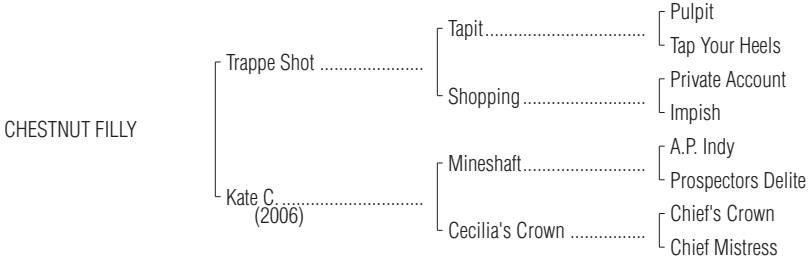 Pulpit
Tapit..................................
Tap Your Heels
Trappe Shot ......................
Private Account
Shopping..........................
Impish
CHESTNUT FILLY
A.P. Indy
Mineshaft..........................
Prospectors Delite
Kate C. ..............................
(2006)
Chief's Crown
Cecilia's Crown ................
Chief Mistress